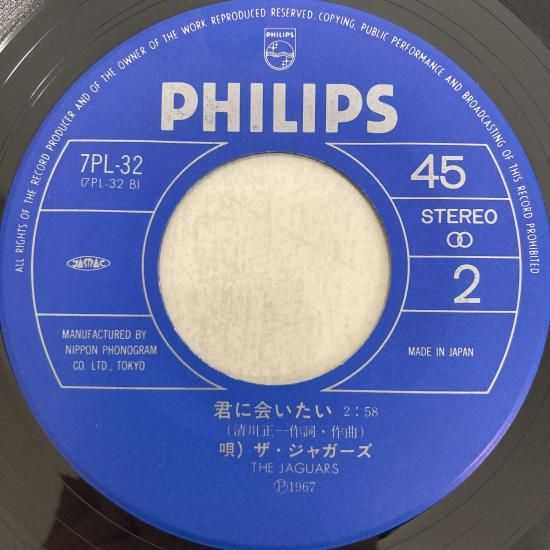 ALL RIGHTS OF THE RECORD PRODUCER AND OF THE OWNER OF THE WORK REPRODUCED RESERVED. COPYING, PUBLIC PERFORMANCE AND BROADCASTING OF THIS RECORD PROHIBITED
PHILIPS
PHILIPS
7PL-32
(7PL-32 B)
45
STEREO
2
JASRAC
MANUFACTURED BY
NIPPON PHONOGRAM
CO. LTD., TOKYO
MADE IN JAPAN
君に会いたい 2:58
(清川正一作詞・作曲)
唄) ザ・ジャガーズ
THE JAGUARS
Ⓟ1967